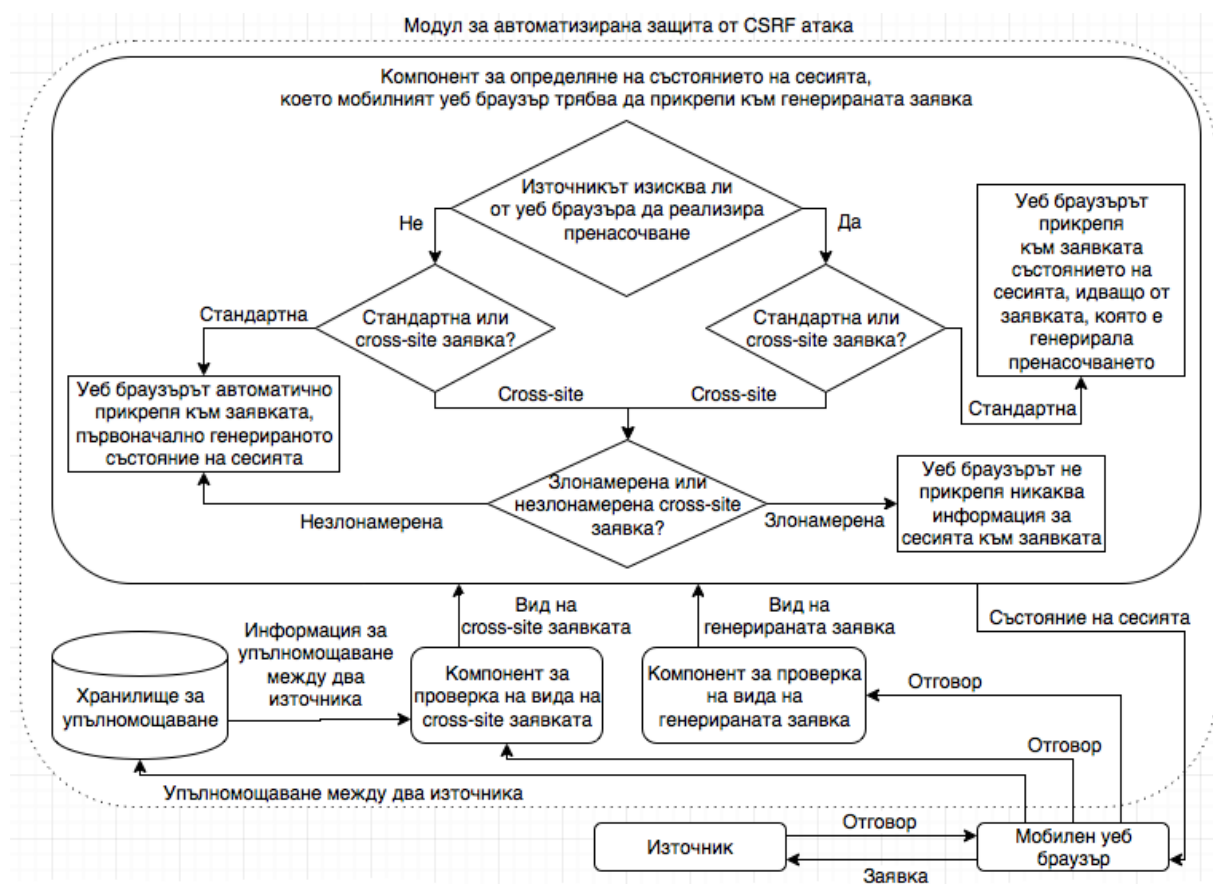 Модул за автоматизирана защита от CSRF атака
Компонент за определяне на състоянието на сесията,
което мобилният уеб браузър трябва да прикрепи към генерираната заявка
Източникът изисква ли
от уеб браузъра да реализира
пренасочване
Не
Да
Уеб браузърът
прикрепя
към заявката
състоянието на
сесията, идващо от
заявката, която е
генерирала
пренасочването
Стандартна
Стандартна или
cross-site заявка?
Стандартна или
cross-site заявка?
Уеб браузърът автоматично
прикрепя към заявката,
първоначално генерираното
състояние на сесията
Cross-site
Cross-site
Стандартна
Злонамерена или
незлонамерена cross-site
заявка?
Незлонамерена
Злонамерена
Уеб браузърът не
прикрепя никаква
информация за
сесията към заявката
Вид на
cross-site заявката
Вид на
генерираната заявка
Състояние на сесията
Информация за
упълномощаване
между два
източника
Хранилище за
упълномощаване
Компонент за
проверка на вида на
cross-site заявката
Компонент за проверка
на вида на
генерираната заявка
Отговор
Отговор
Упълномощаване между два източника
Източник
Отговор
Заявка
Мобилен уеб
браузър